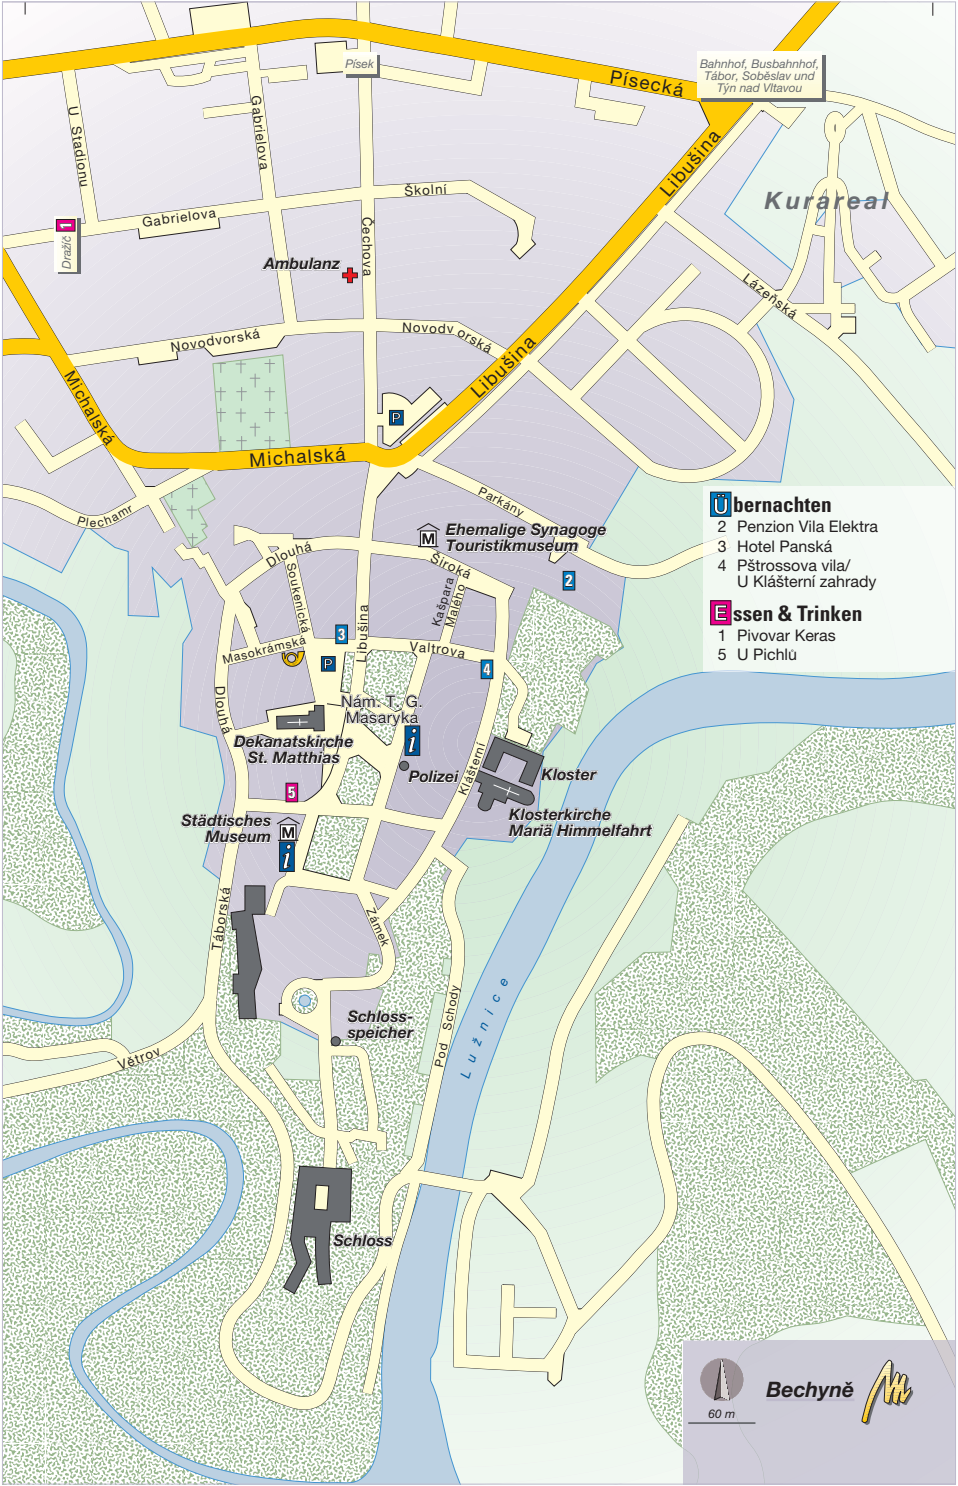 Písek
Bahnhof, Busbahnhof,
Tábor, Soběslav und
Týn nad Vltavou
Písecká
U Stadionu
Gabrielova
Libušina
Školní
Kurareal
Gabrielova
1
Dražíč
Čechova
Ambulanz
Lázeňská
Novodvorská
Novodvorská
Libušina
Michalská
P
Michalská
Parkány
Plechamr
Übernachten
2 Penzion Vila Elektra
3 Hotel Panská
4 Pštrossova vila/
U Klášterní zahrady
Essen & Trinken
1 Pivovar Keras
5 U Pichlů
M
Ehemalige Synagoge
Touristikmuseum
Dlouhá
Široká
Soukenická
2
Kašpara
Malého
Libušina
3
Masokrámská
Valtrova
P
4
Dlouhá
Nám. T. G.
Masaryka
i
Dekanatskirche
St. Matthias
Polizei
Klášterní
Kloster
5
Klosterkirche
Mariä Himmelfahrt
Städtisches
Museum
M
i
Táborská
Zámek
Schloss-
speicher
Pod Schody
Lužnice
Větrov
Schloss
60 m
Bechyně